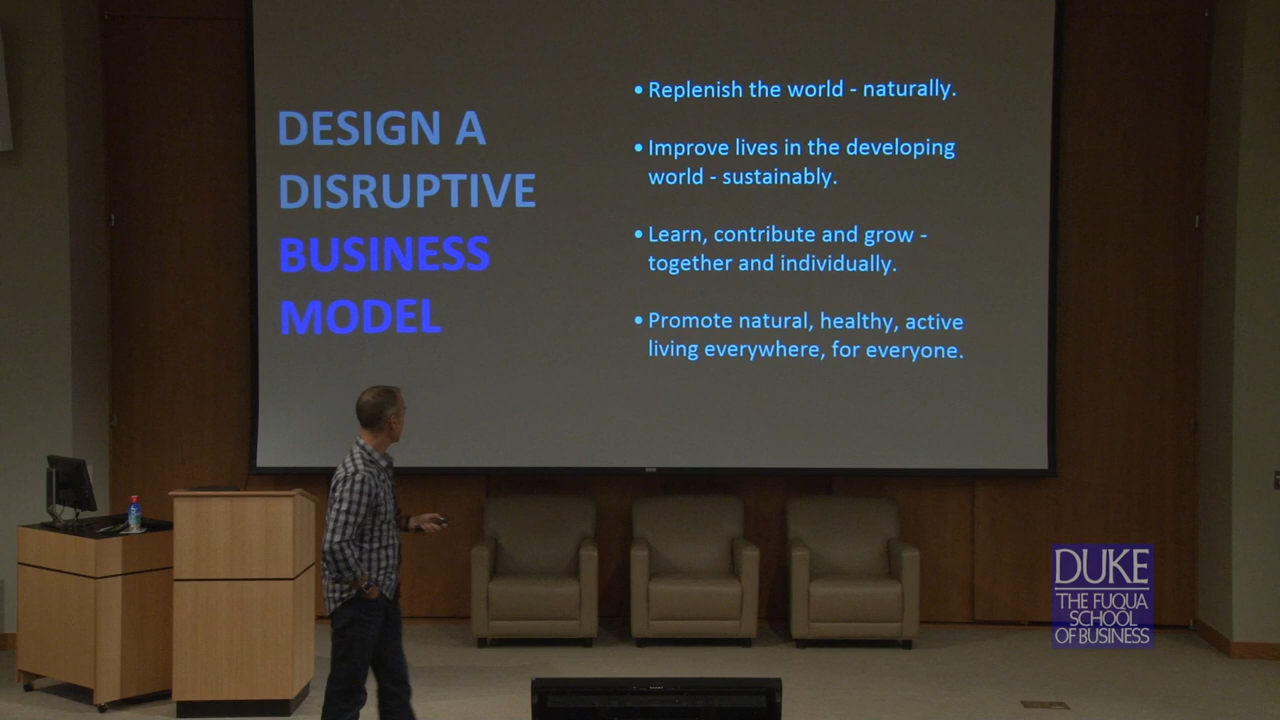 DESIGN A
DISRUPTIVE
BUSINESS
MODEL
• Replenish the world - naturally.
• Improve lives in the developing
world - sustainably.
• Learn, contribute and grow -
together and individually.
• Promote natural, healthy, active
living everywhere, for everyone.
DUKE
THE FUQUA
SCHOOL
OF BUSINESS